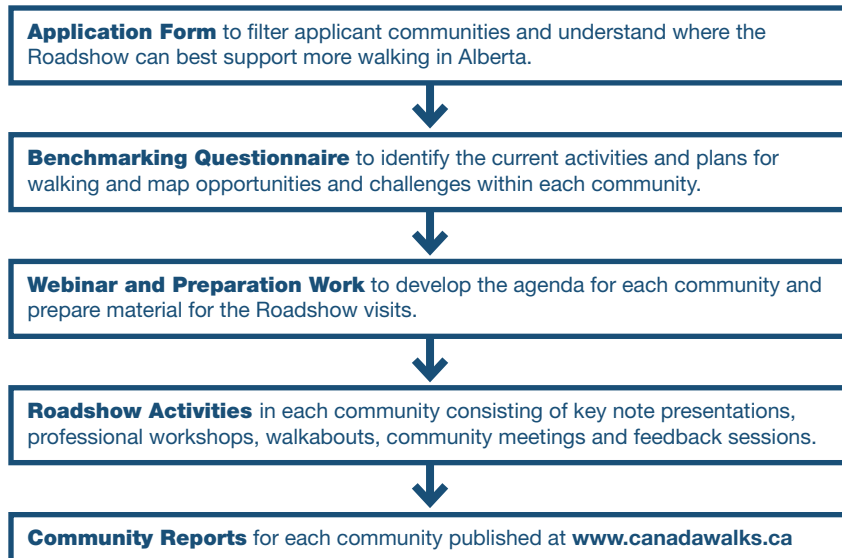 Application Form to filter applicant communities and understand where the
Roadshow can best support more walking in Alberta.
Benchmarking Questionnaire to identify the current activities and plans for
walking and map opportunities and challenges within each community.
Webinar and Preparation Work to develop the agenda for each community and
prepare material for the Roadshow visits.
Roadshow Activities in each community consisting of key note presentations,
professional workshops, walkabouts, community meetings and feedback sessions.
Community Reports for each community published at www.canadawalks.ca